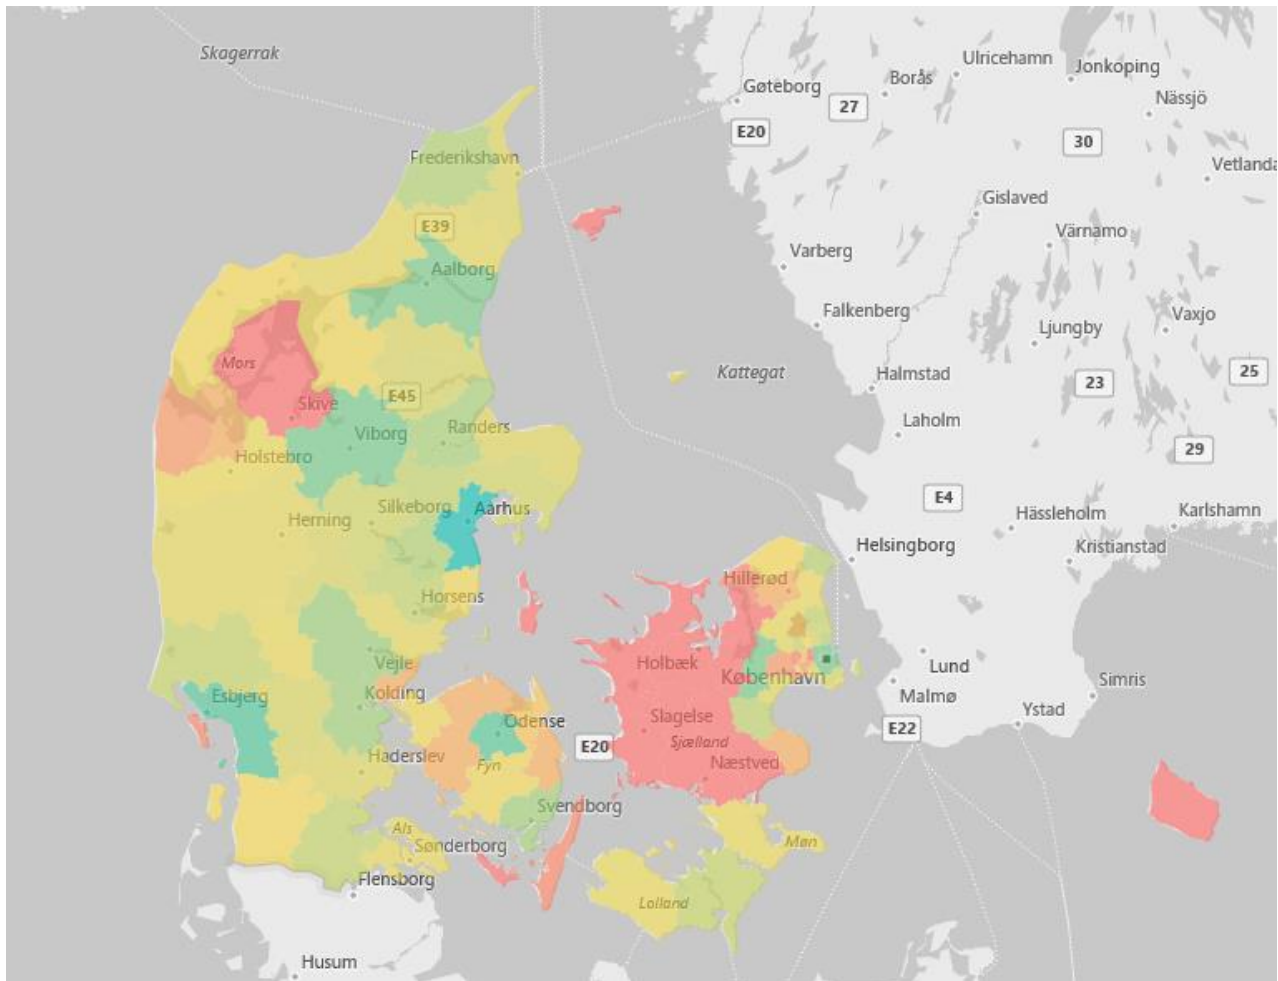 Skagerrak
Ulricehamn
Jonkoping
Borås
Gøteborg
27
Nässjö
E20
30
Frederikshavn
Vetlanda
Gislaved
E39
Värnamo
Varberg
Aalborg
Falkenberg
Vaxjo
Ljungby
Mors
Kattegat
Halmstad
25
23
E45
Skive
Laholm
Randers
Viborg
29
Holstebro
E4
Silkeborg
Aarhus
Karlshamn
Herning
Hässleholm
Helsingborg
Kristianstad
Hillerød
Horsens
Vejle
Holbæk
Lund
København
Simris
Esbjerg
Kolding
Malmø
Slagelse
Ystad
Odense
E22
Sjælland
E20
Haderslev
Fyn
Næstved
Svendborg
Als
Sønderborg
Møn
Flensborg
Lolland
Husum